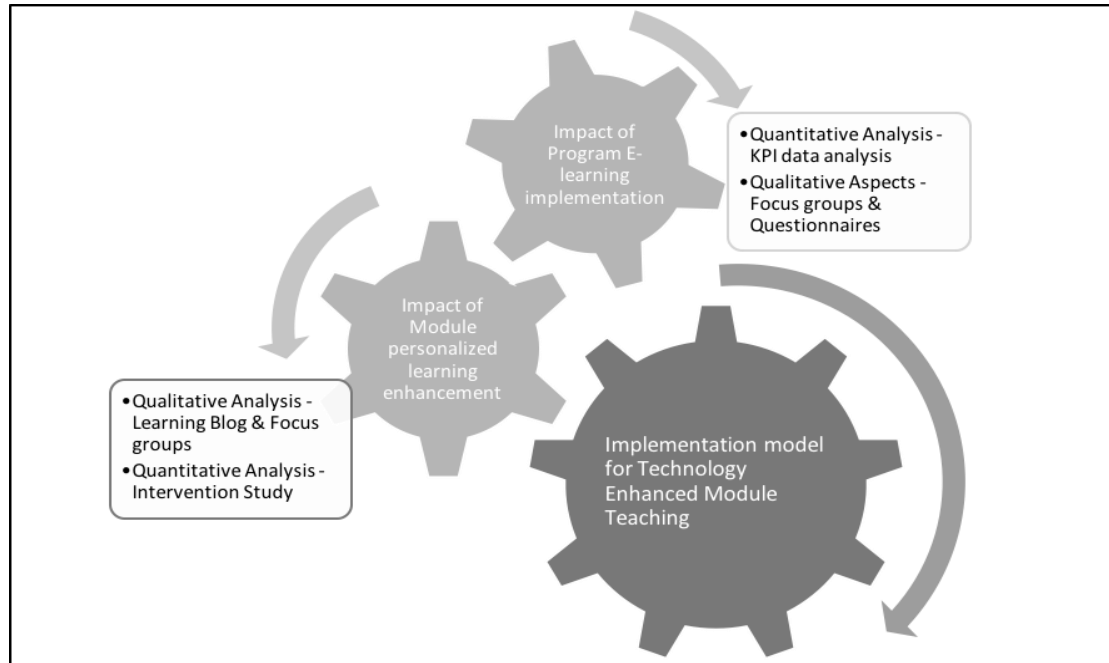 Impact of
Program E-
learning
implementation
•Quantitative Analysis -
KPI data analysis
•Qualitative Aspects -
Focus groups &
Questionnaires
Impact of
Module
personalized
learning
enhancement
•Qualitative Analysis -
Learning Blog & Focus
groups
•Quantitative Analysis -
Intervention Study
Implementation model
for Technology
Enhanced Module
Teaching